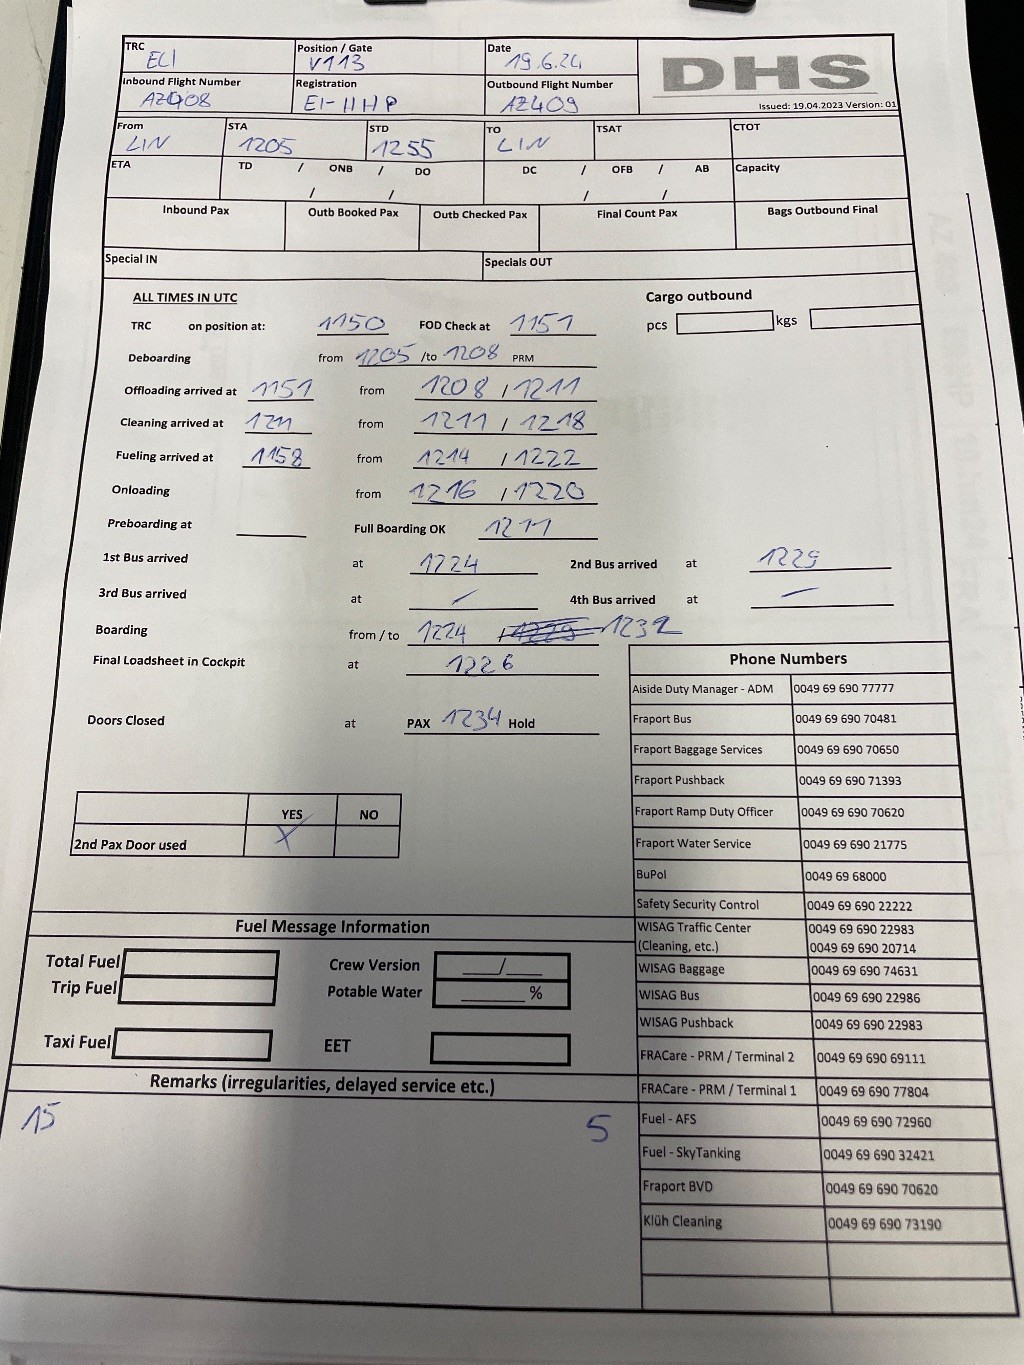 TRC ECI Position / Gate V113 Date 19.6.24 DHS
Inbound Flight Number AZ408 Registration EI-HHP Outbound Flight Number AZ409 Issued: 19.04.2023 Version: 01
From LIN STA 1205 STD 1255 TO LIN TSAT CTOT
ETA TD / ONB / DO DC / OFB / AB Capacity
/ / / /
Inbound Pax Outb Booked Pax Outb Checked Pax Final Count Pax Bags Outbound Final
Special IN Specials OUT
ALL TIMES IN UTC Cargo outbound
TRC on position at: 1150 FOD Check at 1151 pcs kgs
Deboarding from 1205 /to 1208 PRM
Offloading arrived at 1151 from 1208 / 1211
Cleaning arrived at 1211 from 1211 / 1218
Fueling arrived at 1158 from 1214 / 1222
Onloading from 1216 / 1220
Preboarding at Full Boarding OK 1211
1st Bus arrived at 1224 2nd Bus arrived at 1229
3rd Bus arrived at / 4th Bus arrived at
Boarding from / to 1224 / 1232
Final Loadsheet in Cockpit at 1226
Doors Closed at PAX 1234 Hold
YES NO
2nd Pax Door used X
Phone Numbers
Aiside Duty Manager - ADM 0049 69 690 77777
Fraport Bus 0049 69 690 70481
Fraport Baggage Services 0049 69 690 70650
Fraport Pushback 0049 69 690 71393
Fraport Ramp Duty Officer 0049 69 690 70620
Fraport Water Service 0049 69 690 21775
BuPol 0049 69 68000
Safety Security Control 0049 69 690 22222
WISAG Traffic Center 0049 69 690 22983
(Cleaning, etc.) 0049 69 690 20714
WISAG Baggage 0049 69 690 74631
WISAG Bus 0049 69 690 22986
WISAG Pushback 0049 69 690 22983
FRACare - PRM / Terminal 2 0049 69 690 69111
FRACare - PRM / Terminal 1 0049 69 690 77804
Fuel - AFS 0049 69 690 72960
Fuel - SkyTanking 0049 69 690 32421
Fraport BVD 0049 69 690 70620
Klüh Cleaning 0049 69 690 73190
Fuel Message Information
Total Fuel Crew Version /
Trip Fuel Potable Water %
Taxi Fuel EET
Remarks (irregularities, delayed service etc.)
15 5